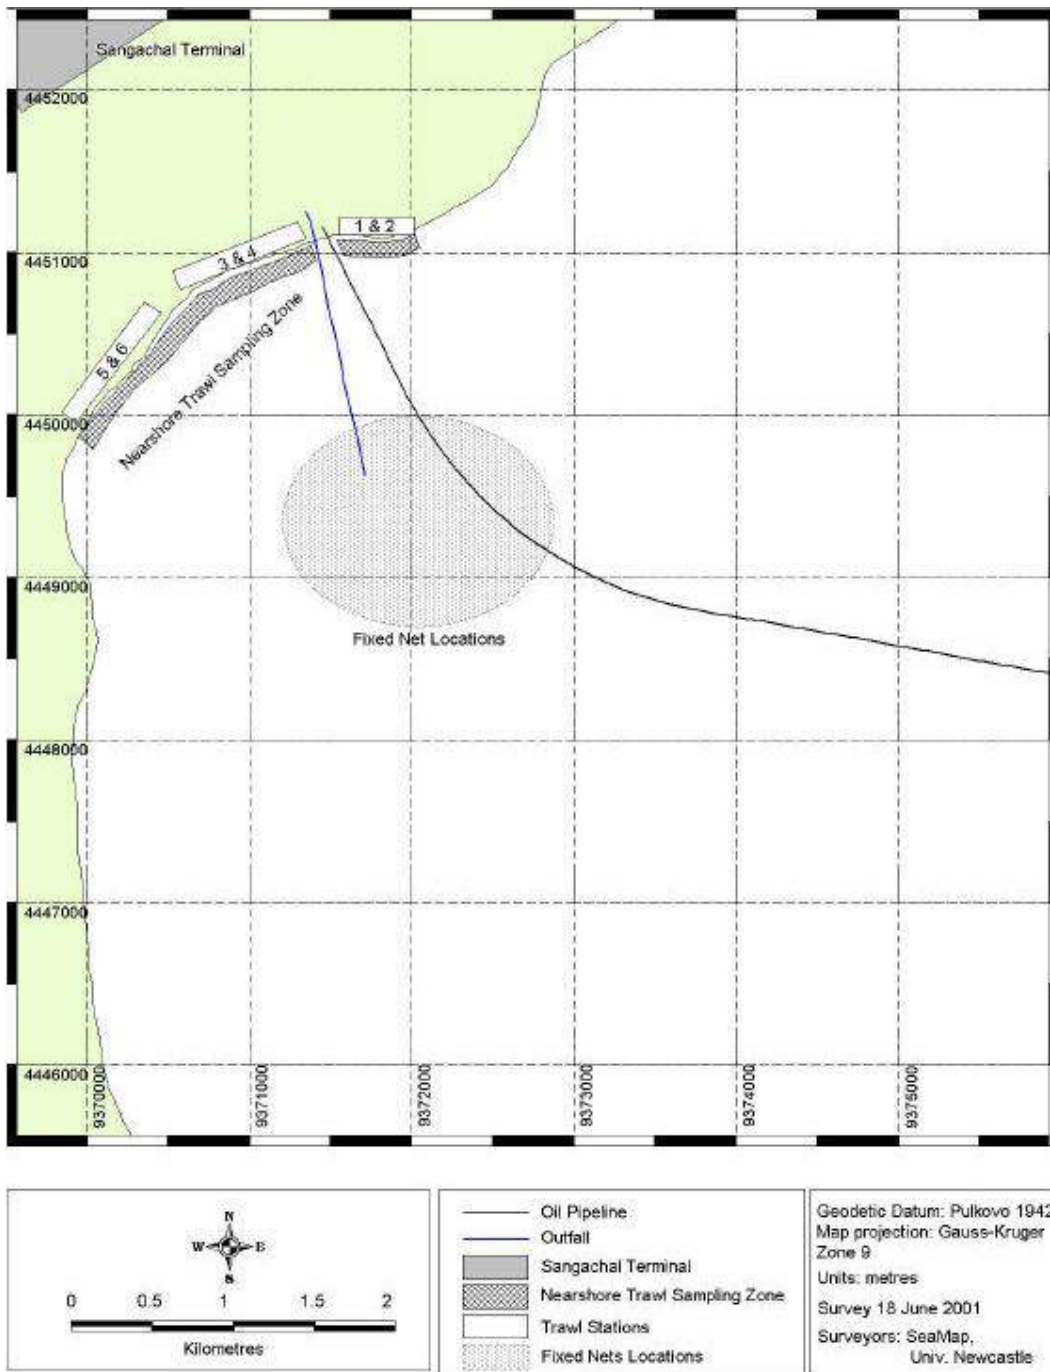 Sangachal Terminal
4452000
1 & 2
3 & 4
4451000
5 & 6
Nearshore Trawl Sampling Zone
4450000
4449000
Fixed Net Locations
4448000
4447000
4446000
9370000
9371000
9372000
9373000
9374000
9375000
N
W E
S
0 0.5 1 1.5 2
Kilometres
Oil Pipeline
Outfall
Sangachal Terminal
Nearshore Trawl Sampling Zone
Trawl Stations
Fixed Nets Locations
Geodetic Datum: Pulkovo 1942
Map projection: Gauss-Kruger
Zone 9
Units: metres
Survey 18 June 2001
Surveyors: SeaMap,
Univ. Newcastle